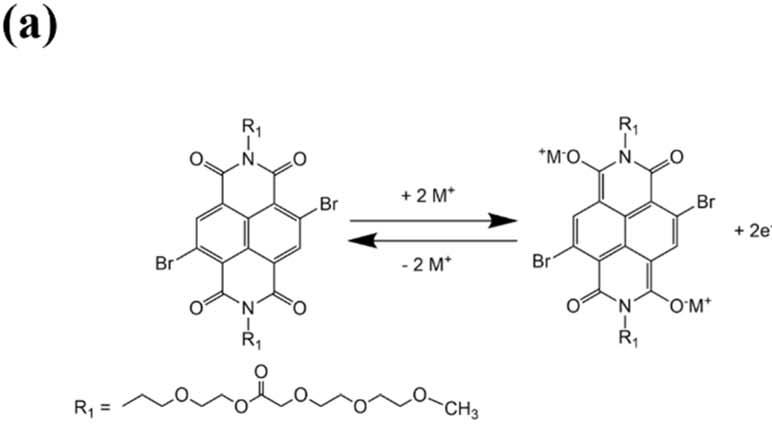 (a)
R₁ R₁
O N O ⁺M⁻O N O
Br + 2 M⁺ Br
+ 2e⁻
Br - 2 M⁺ Br
O N O O N O⁻M⁺
R₁ R₁
O
R₁ = O O O O O CH₃